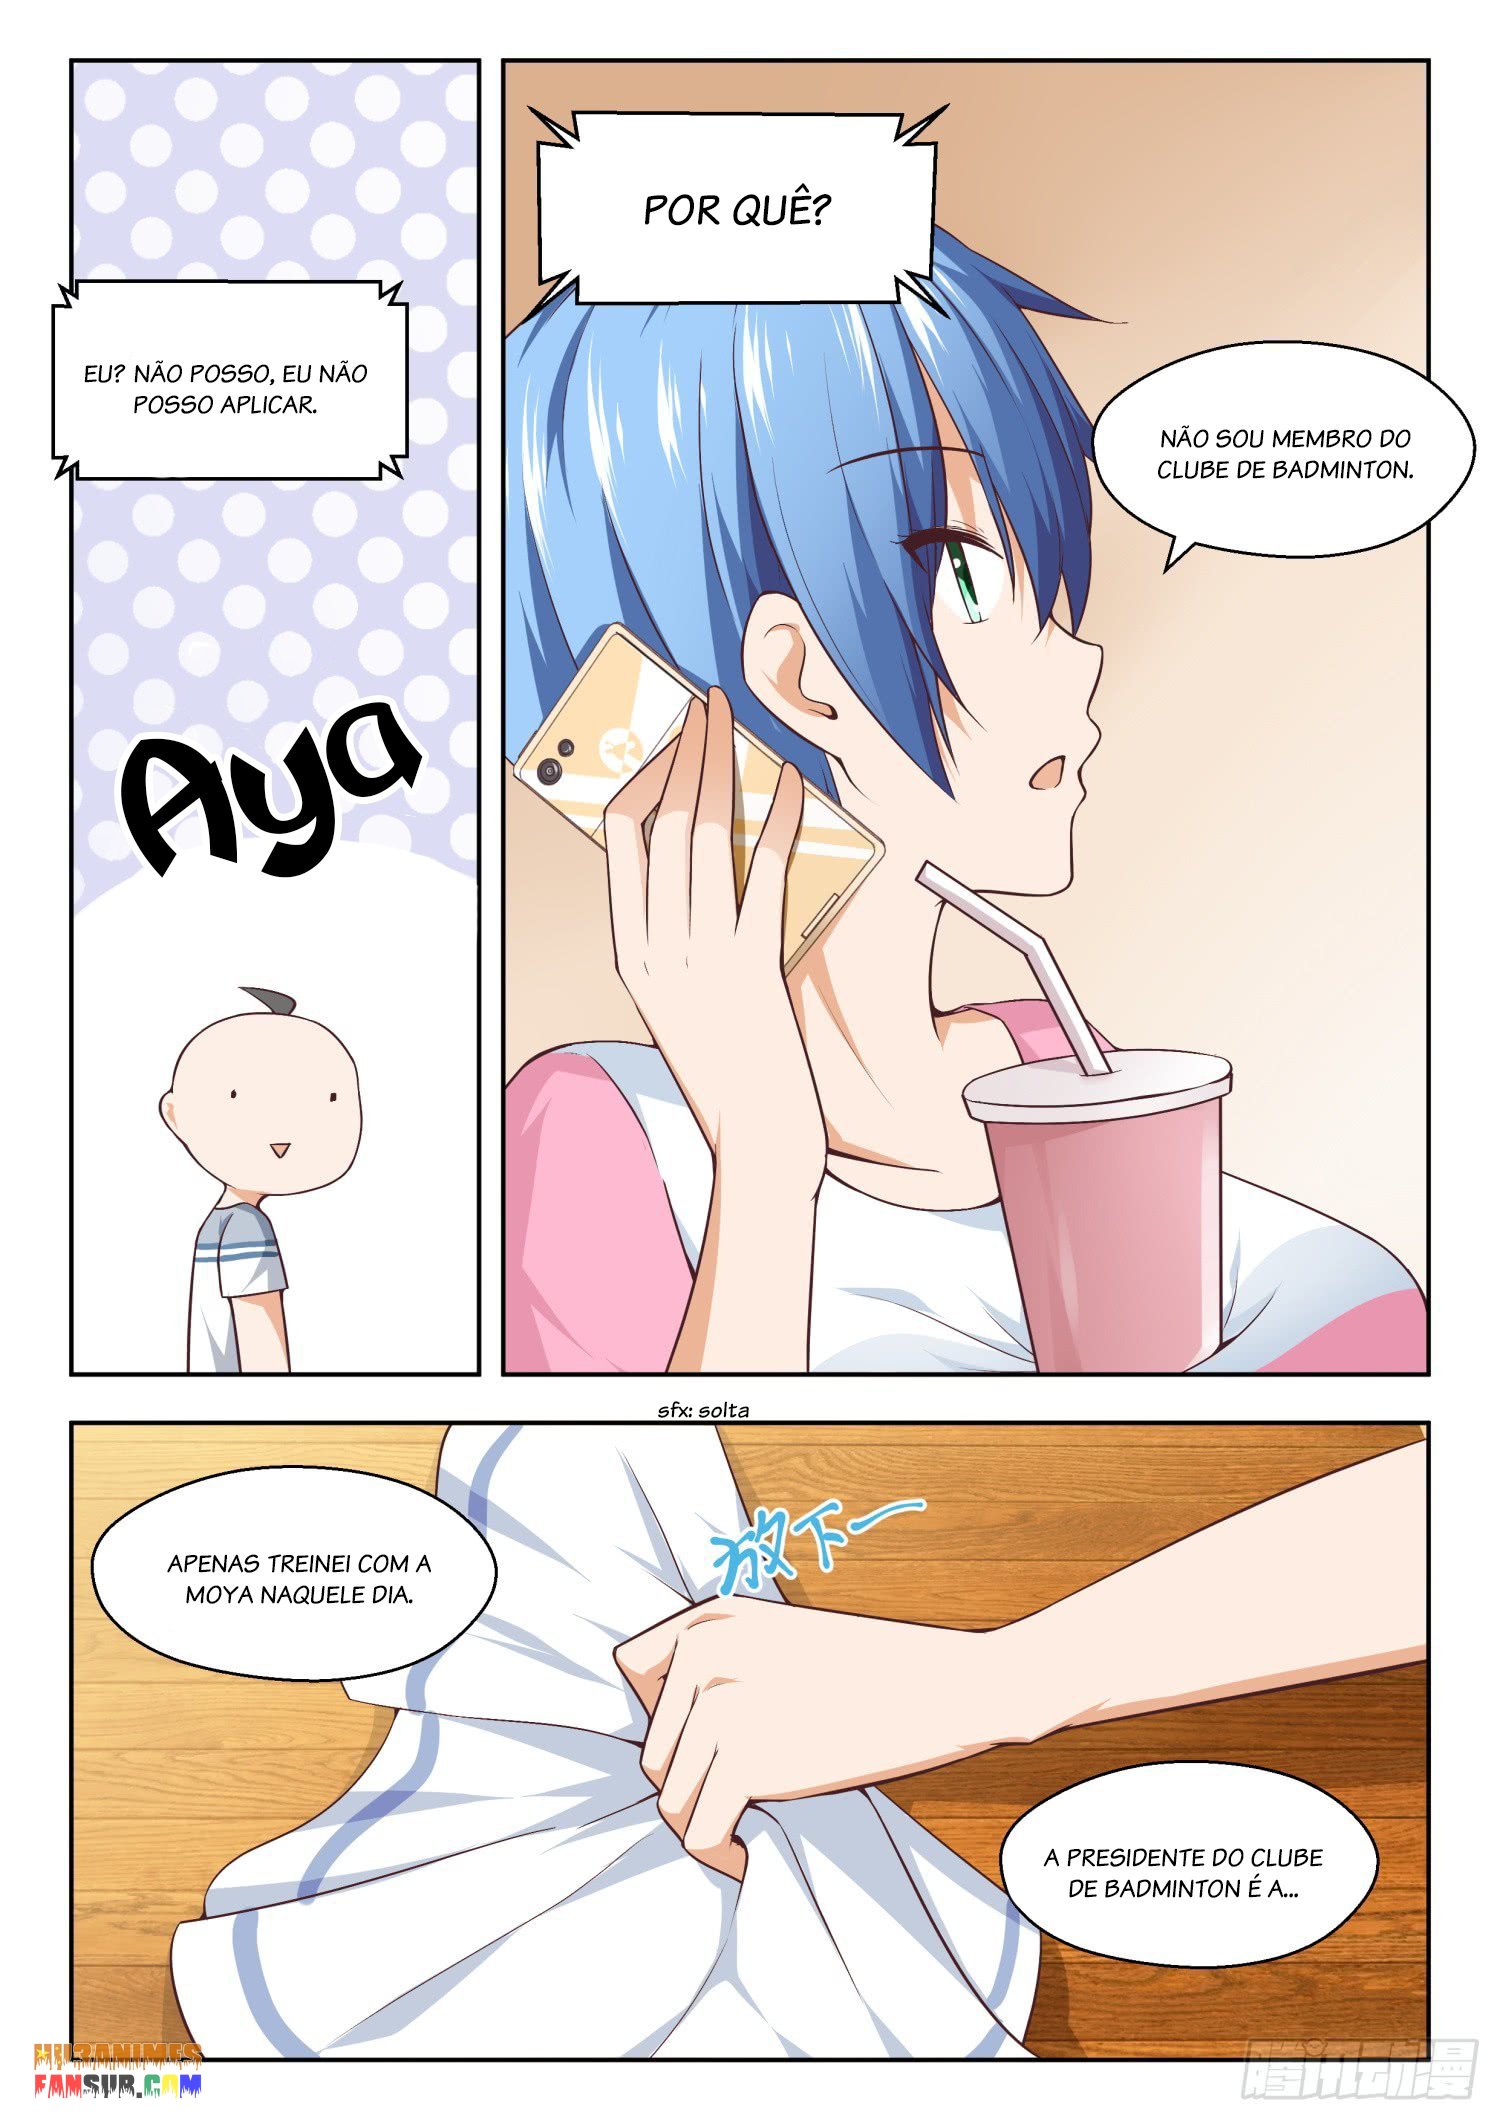 EU? NÃO POSSO, EU NÃO
POSSO APLICAR.
Aya
POR QUÊ?
NÃO SOU MEMBRO DO
CLUBE DE BADMINTON.
sfx: solta
放下一
APENAS TREINEI COM A
MOYA NAQUELE DIA.
A PRESIDENTE DO CLUBE
DE BADMINTON É A...
HU3ANIMES
FANSUB.COM
腾讯动漫